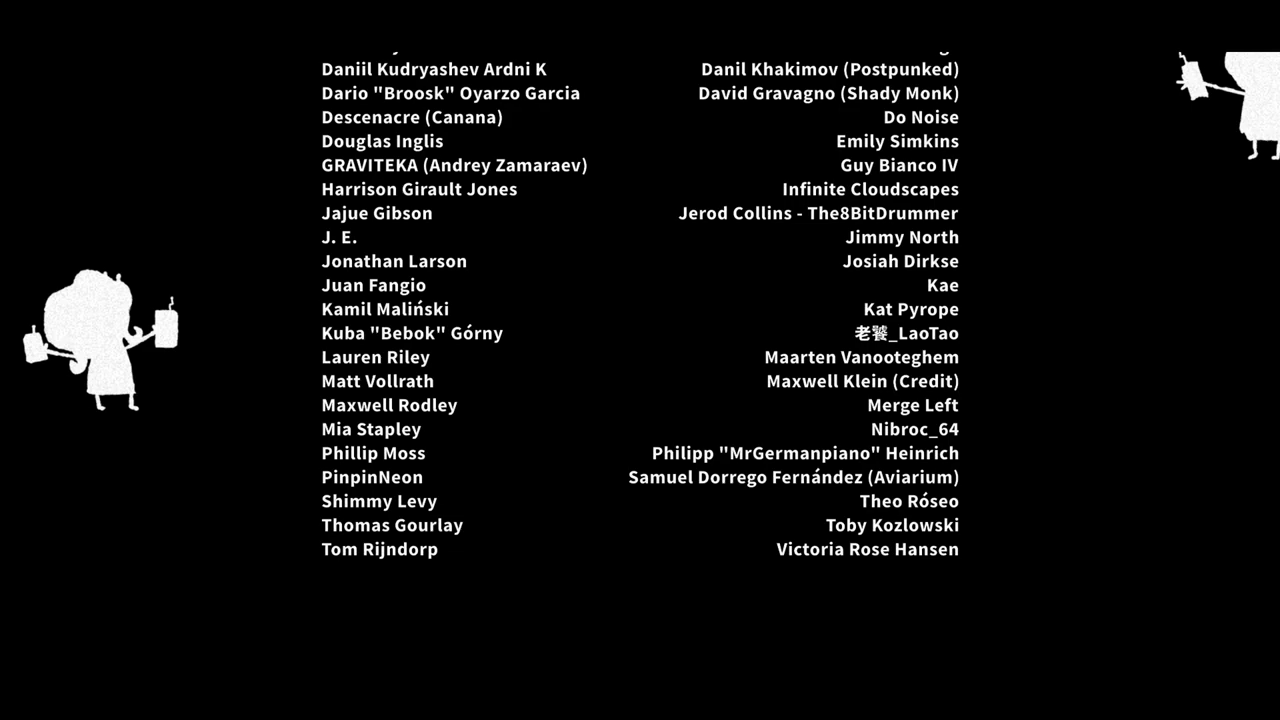 Daniil Kudryashev Ardni K
Danil Khakimov (Postpunked)
Dario "Broosk" Oyarzo Garcia
David Gravagno (Shady Monk)
Descenacre (Canana)
Do Noise
Douglas Inglis
Emily Simkins
GRAVITEKA (Andrey Zamaraev)
Guy Bianco IV
Harrison Girault Jones
Infinite Cloudscapes
Jajue Gibson
Jerod Collins - The8BitDrummer
J. E.
Jimmy North
Jonathan Larson
Josiah Dirkse
Juan Fangio
Kae
Kamil Maliński
Kat Pyrope
Kuba "Bebok" Górny
老饕_LaoTao
Lauren Riley
Maarten Vanooteghem
Matt Vollrath
Maxwell Klein (Credit)
Maxwell Rodley
Merge Left
Mia Stapley
Nibroc_64
Phillip Moss
Philipp "MrGermanpiano" Heinrich
PinpinNeon
Samuel Dorrego Fernández (Aviarium)
Shimmy Levy
Theo Róseo
Thomas Gourlay
Toby Kozlowski
Tom Rijndorp
Victoria Rose Hansen